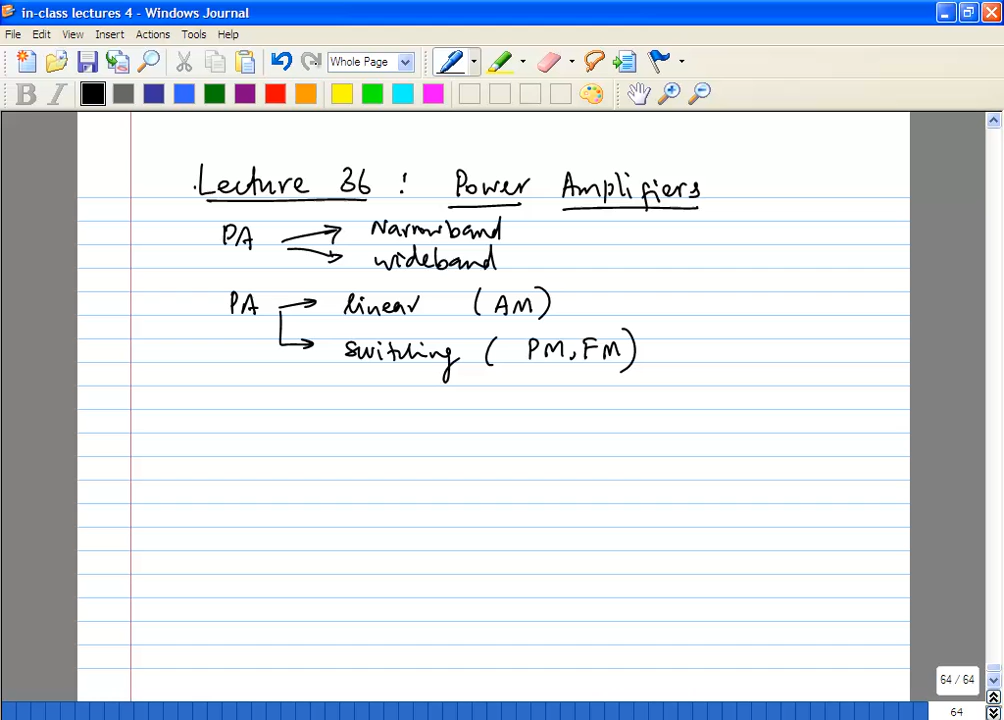 in-class lectures 4 - Windows Journal
File Edit View Insert Actions Tools Help
Whole Page
B I
Lecture 36 : Power Amplifiers
PA → Narrowband
→ wideband
PA → linear (AM)
→ switching (PM, FM)
64 / 64
64